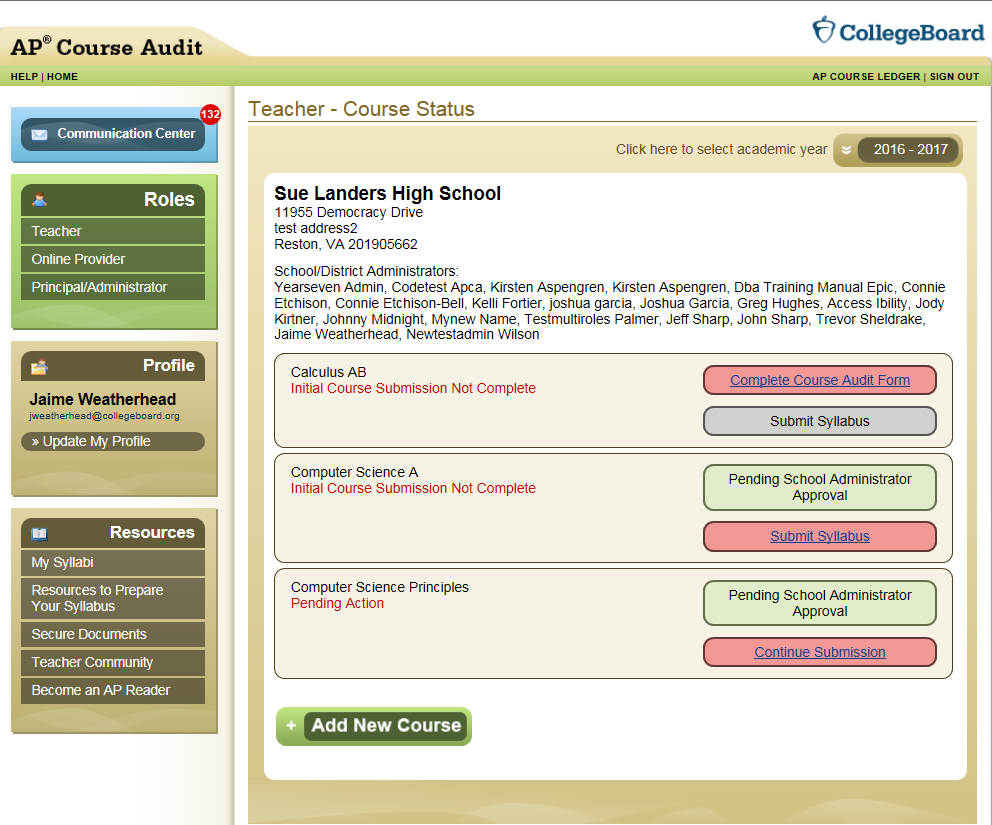 CollegeBoard
AP® Course Audit
HELP | HOME
AP COURSE LEDGER | SIGN OUT
132
Communication Center
Roles
Teacher
Online Provider
Principal/Administrator
Profile
Jaime Weatherhead
jweatherhead@collegeboard.org
» Update My Profile
Resources
My Syllabi
Resources to Prepare
Your Syllabus
Secure Documents
Teacher Community
Become an AP Reader
Teacher - Course Status
Click here to select academic year
2016 - 2017
Sue Landers High School
11955 Democracy Drive
test address2
Reston, VA 201905662
School/District Administrators:
Yearseven Admin, Codetest Apca, Kirsten Aspengren, Kirsten Aspengren, Dba Training Manual Epic, Connie
Etchison, Connie Etchison-Bell, Kelli Fortier, joshua garcia, Joshua Garcia, Greg Hughes, Access Ibility, Jody
Kirtner, Johnny Midnight, Mynew Name, Testmultiroles Palmer, Jeff Sharp, John Sharp, Trevor Sheldrake,
Jaime Weatherhead, Newtestadmin Wilson
Calculus AB
Initial Course Submission Not Complete
Complete Course Audit Form
Submit Syllabus
Computer Science A
Initial Course Submission Not Complete
Pending School Administrator
Approval
Submit Syllabus
Computer Science Principles
Pending Action
Pending School Administrator
Approval
Continue Submission
+ Add New Course